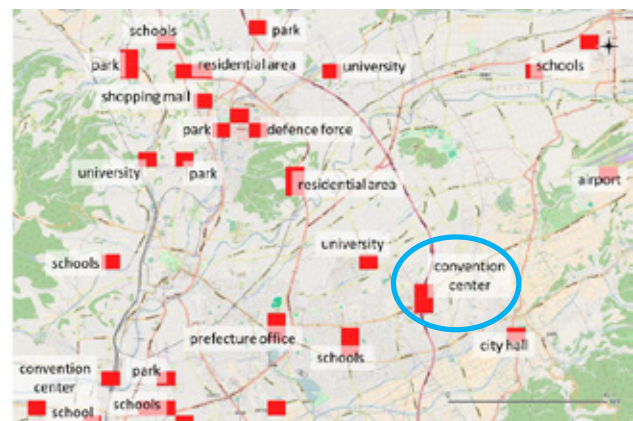 schools
park
park
residential area
university
schools
shopping mall
park
defence force
university
park
residential area
airport
university
schools
convention
center
prefecture office
schools
city hall
convention
center
park
school
schools